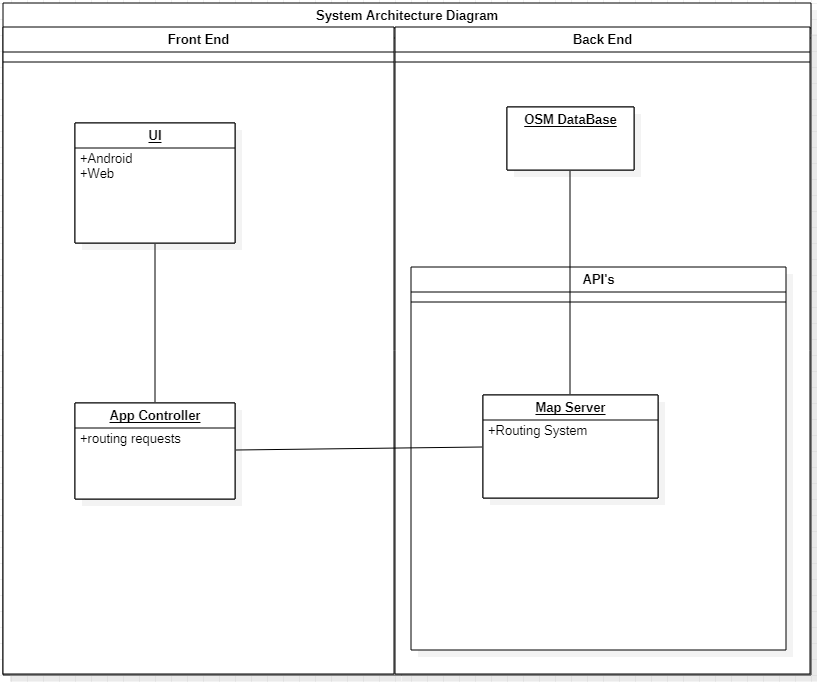 System Architecture Diagram
Front End
Back End
UI
+Android
+Web
OSM DataBase
API's
App Controller
+routing requests
Map Server
+Routing System